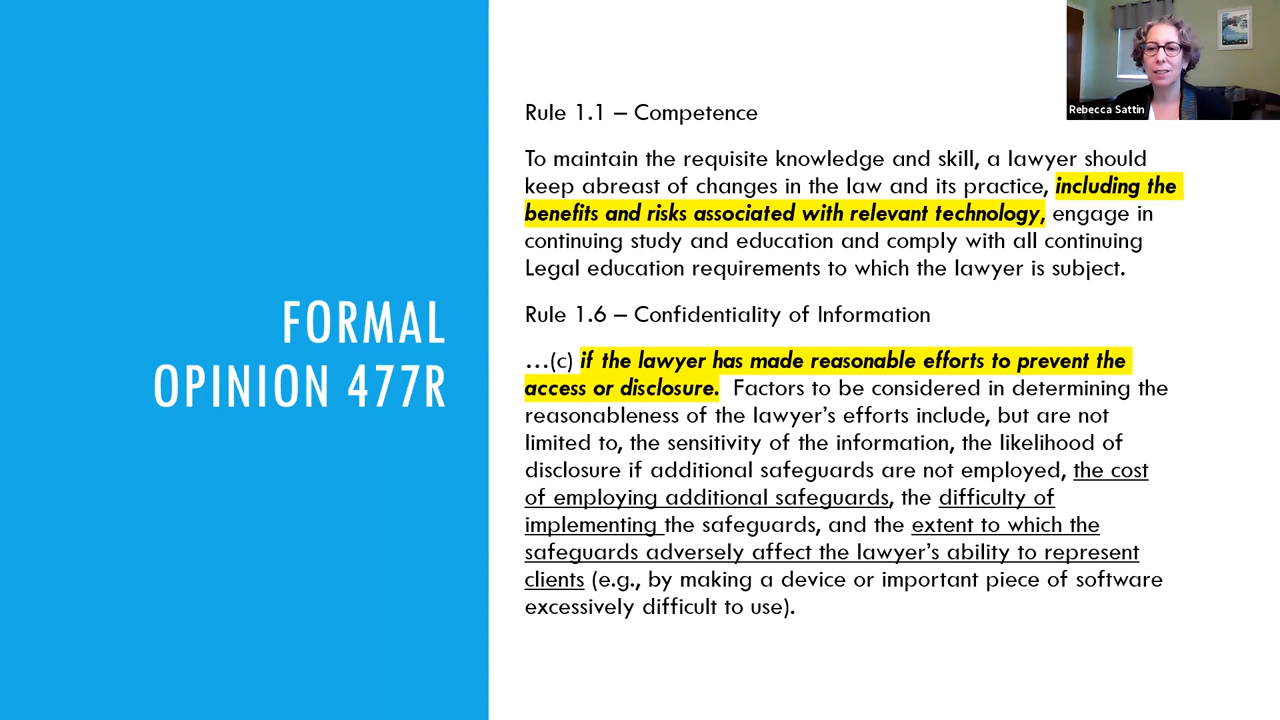 FORMAL
OPINION 477R
Rule 1.1 – Competence
To maintain the requisite knowledge and skill, a lawyer should
keep abreast of changes in the law and its practice, including the
benefits and risks associated with relevant technology, engage in
continuing study and education and comply with all continuing
Legal education requirements to which the lawyer is subject.
Rule 1.6 – Confidentiality of Information
…(c) if the lawyer has made reasonable efforts to prevent the
access or disclosure. Factors to be considered in determining the
reasonableness of the lawyer’s efforts include, but are not
limited to, the sensitivity of the information, the likelihood of
disclosure if additional safeguards are not employed, the cost
of employing additional safeguards, the difficulty of
implementing the safeguards, and the extent to which the
safeguards adversely affect the lawyer’s ability to represent
clients (e.g., by making a device or important piece of software
excessively difficult to use).
Rebecca Sattin